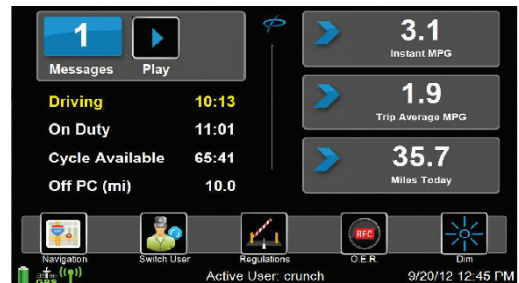 1
Messages Play
Driving 10:13
On Duty 11:01
Cycle Available 65:41
Off PC (mi) 10.0
3.1
Instant MPG
1.9
Trip Average MPG
35.7
Miles Today
REC
Navigation Switch User Regulations O.E.R. Dim
GPS Active User: crunch 9/20/12 12:45 PM